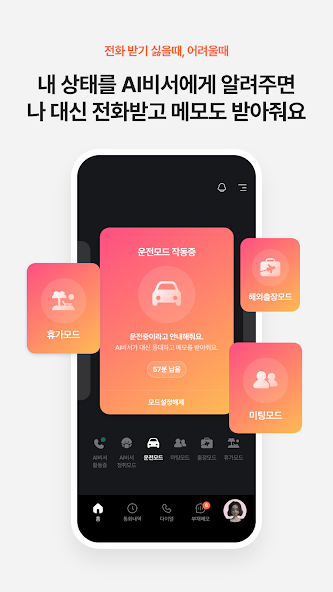 전화 받기 싫을때, 어려울때
내 상태를 AI비서에게 알려주면
나 대신 전화받고 메모도 받아줘요
운전모드 작동중
운전중이라고 안내해줘요.
AI비서가 대신 응대하고 메모를 받아둬요.
57분 남음
모드설정해제
휴가모드
해외출장모드
미팅모드
AI비서 활동중
AI비서 정휘모드
운전모드
미팅모드
출장모드
휴가모드
홈
통화내역
다이얼
부재메모